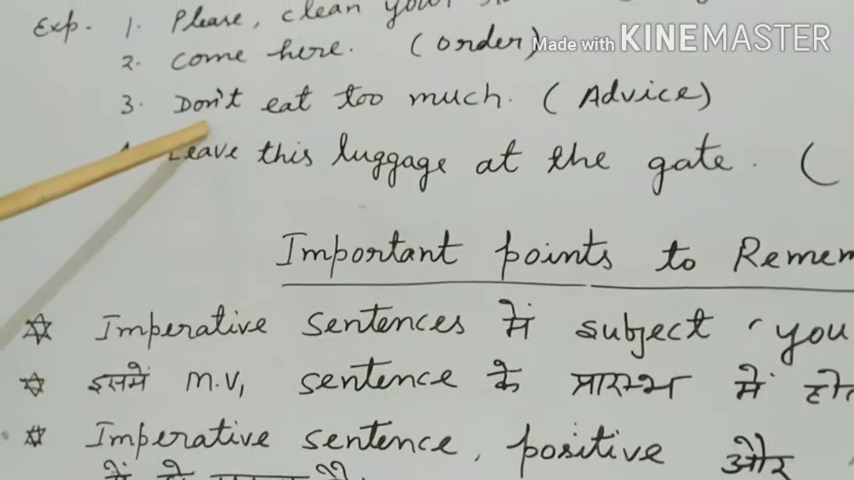 Exp. 1. Please, clean your
2. Come here. (order)
Made with KINEMASTER
3. Don't eat too much. (Advice)
Leave this luggage at the gate. (
Important points to Remem
✡ Imperative sentences में subject "you
✡ इसमें M.V, sentence के प्रारम्भ में
✡ Imperative sentence, positive और